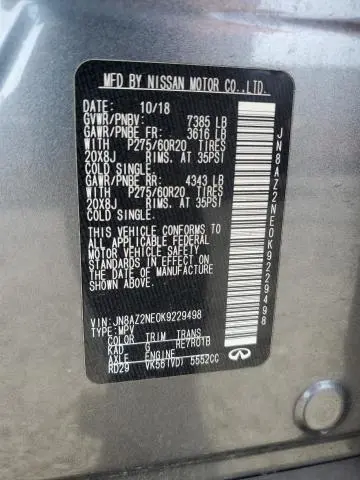 MFD BY NISSAN MOTOR CO.,LTD.
DATE: 10/18
GVWR/PNBV: 7385 LB
GAWR/PNBE FR: 3616 LB
WITH P275/60R20 TIRES
20X8J RIMS, AT 35PSI
COLD SINGLE.
GAWR/PNBE RR: 4343 LB
WITH P275/60R20 TIRES
20X8J RIMS, AT 35PSI
COLD SINGLE.
THIS VEHICLE CONFORMS TO
ALL APPLICABLE FEDERAL
MOTOR VEHICLE SAFETY
STANDARDS IN EFFECT ON
THE DATE OF MANUFACTURE
SHOWN ABOVE.
VIN: JN8AZ2NE0K9229498
TYPE: MPV
COLOR TRIM TRANS
KAD G RE7R01B
AXLE ENGINE
RD29 VK56(VD) 5552CC
INFINITI
JN8AZ2NE0K9229498